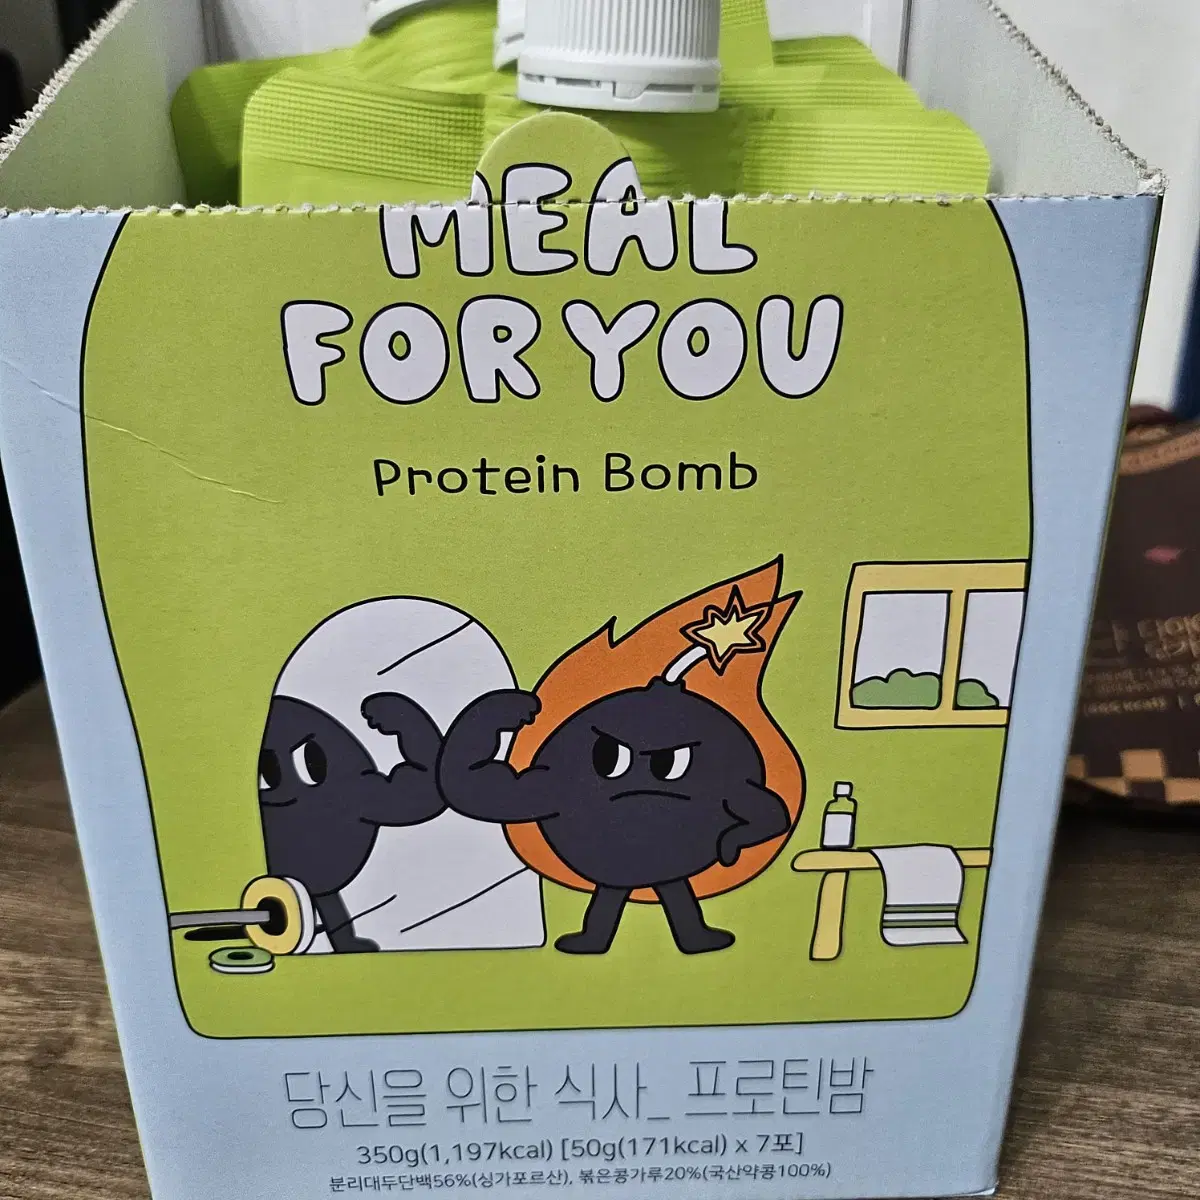 MEAL
FOR YOU
Protein Bomb
당신을 위한 식사_ 프로틴밤
350g(1,197kcal) [50g(171kcal) x 7포]
분리대두단백56%(싱가포르산), 볶은콩가루20%(국산약콩100%)